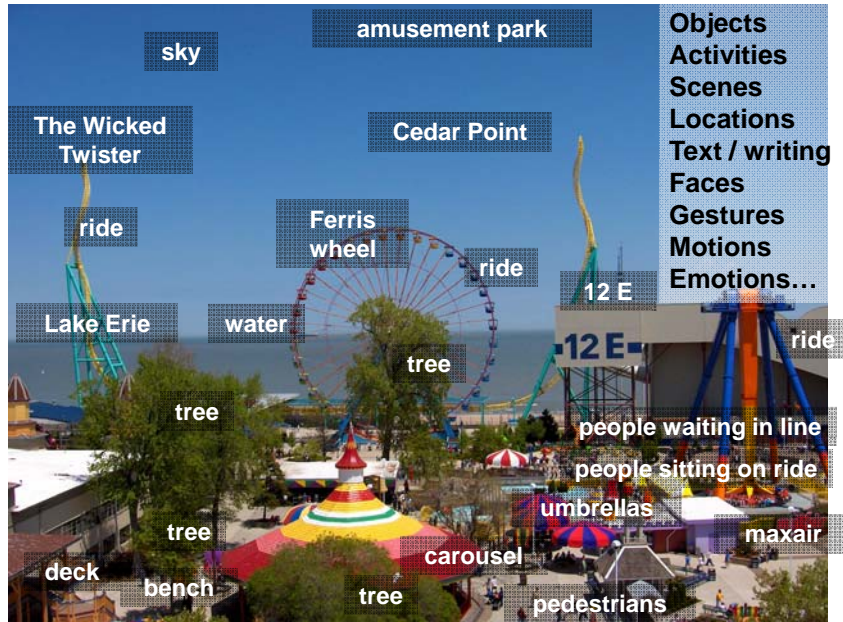 amusement park
sky
Objects
Activities
Scenes
Locations
Text / writing
Faces
Gestures
Motions
Emotions…
The Wicked
Twister
Cedar Point
ride
Ferris
wheel
ride
12 E
Lake Erie
water
12E
ride
tree
tree
people waiting in line
people sitting on ride
umbrellas
tree
maxair
carousel
deck
bench
tree
pedestrians